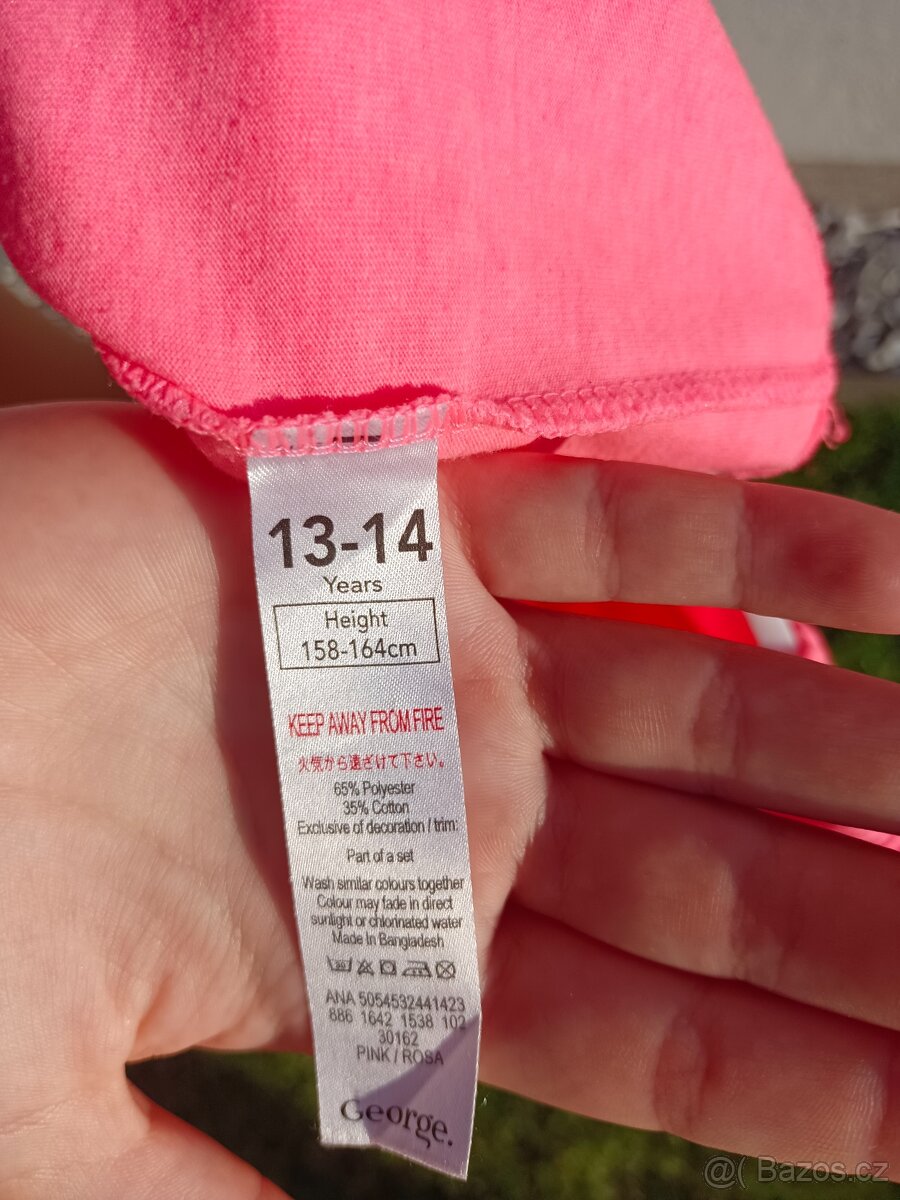 13-14
Years
Height
158-164cm
KEEP AWAY FROM FIRE
火気から遠ざけて下さい。
65% Polyester
35% Cotton
Exclusive of decoration / trim:
Part of a set
Wash similar colours together
Colour may fade in direct
sunlight or chlorinated water
Made In Bangladesh
ANA 5054532441423
886 1642 1538 102
30162
PINK / ROSA
George.
@( Bazos.cz